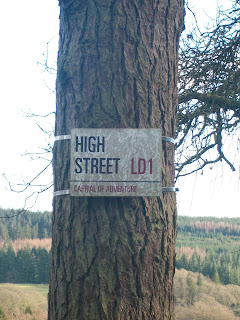 HIGH
STREET LD1
CAPITAL OF ADVENTURE